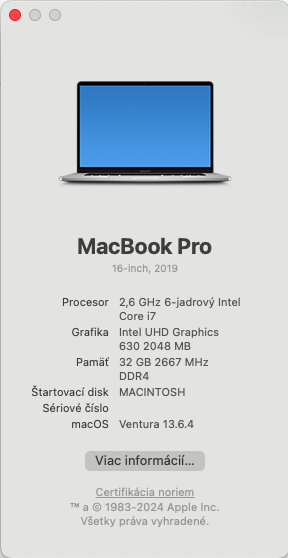 MacBook Pro
16-inch, 2019
Procesor 2,6 GHz 6-jadrový Intel
Core i7
Grafika Intel UHD Graphics
630 2048 MB
Pamäť 32 GB 2667 MHz
DDR4
Štartovací disk MACINTOSH
Sériové číslo
macOS Ventura 13.6.4
Viac informácií...
Certifikácia noriem
™ a © 1983-2024 Apple Inc.
Všetky práva vyhradené.